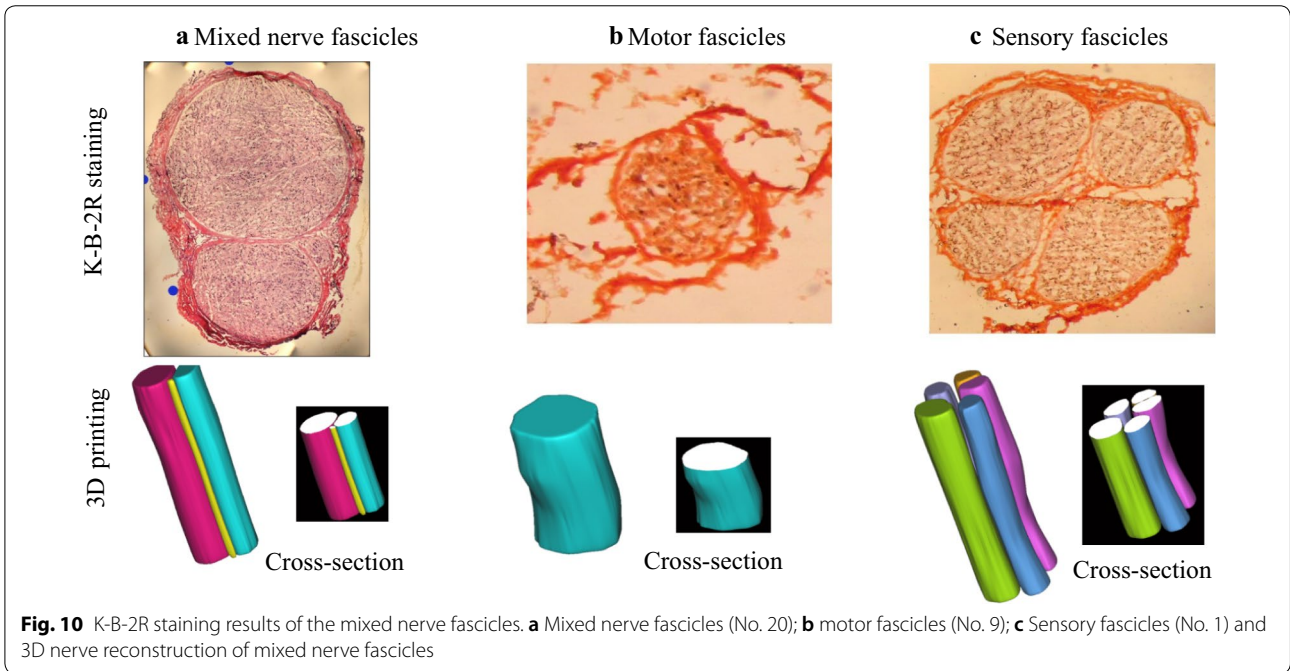 a Mixed nerve fascicles
b Motor fascicles
c Sensory fascicles
K-B-2R staining
3D printing
Cross-section
Cross-section
Cross-section
Fig. 10 K-B-2R staining results of the mixed nerve fascicles. a Mixed nerve fascicles (No. 20); b motor fascicles (No. 9); c Sensory fascicles (No. 1) and
3D nerve reconstruction of mixed nerve fascicles